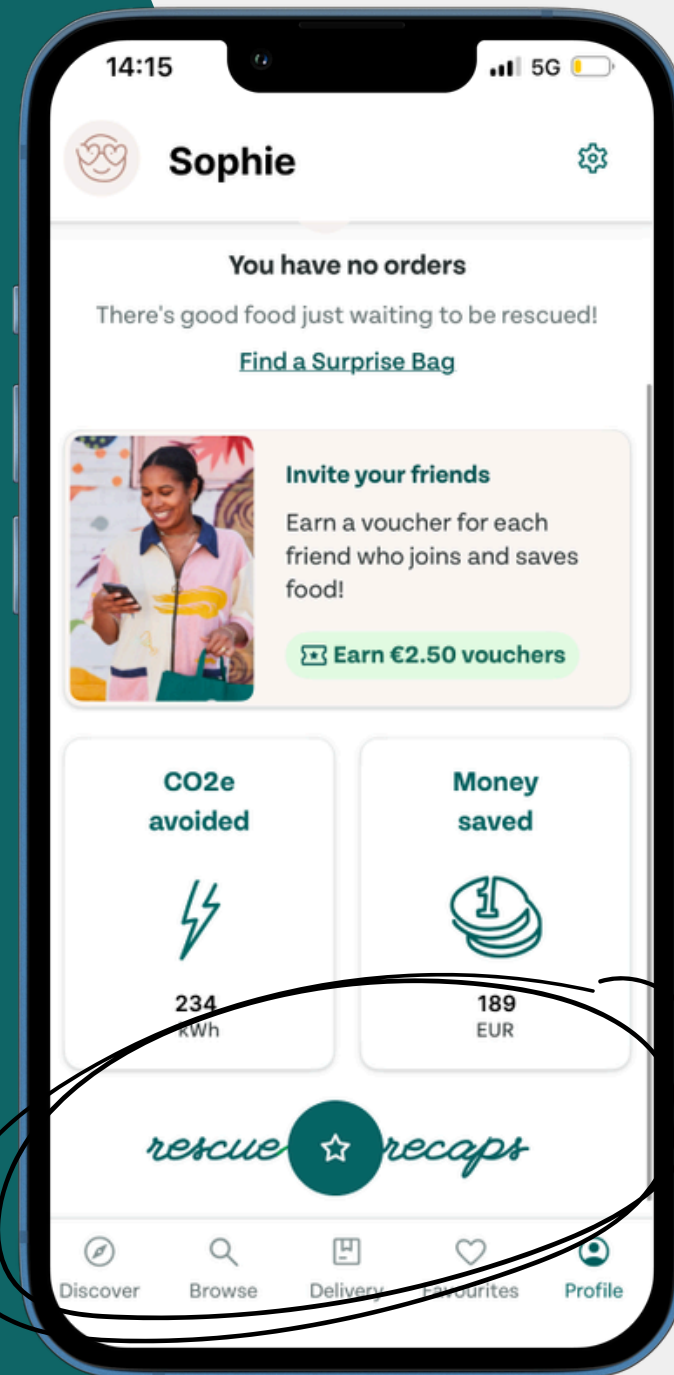 14:15
5G
Sophie
You have no orders
There's good food just waiting to be rescued!
Find a Surprise Bag
Invite your friends
Earn a voucher for each
friend who joins and saves
food!
Earn €2.50 vouchers
CO2e
avoided
Money
saved
1
234
kWh
189
EUR
rescue recaps
Discover
Browse
Delivery
Favourites
Profile